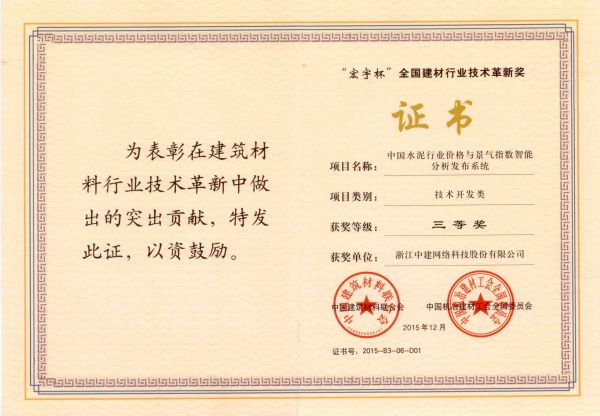 为表彰在建筑材
料行业技术革新中做
出的突出贡献，特发
此证，以资鼓励。
“宏宇杯”全国建材行业技术革新奖
证书
项目名称：中国水泥行业价格与景气指数智能
分析发布系统
项目类别：技术开发类
获奖等级：三等奖
获奖单位：浙江中建网络科技股份有限公司
中国建筑材料联合会
中国机冶建材工会全国委员会
2015年12月
证书号：2015-B3-06-001